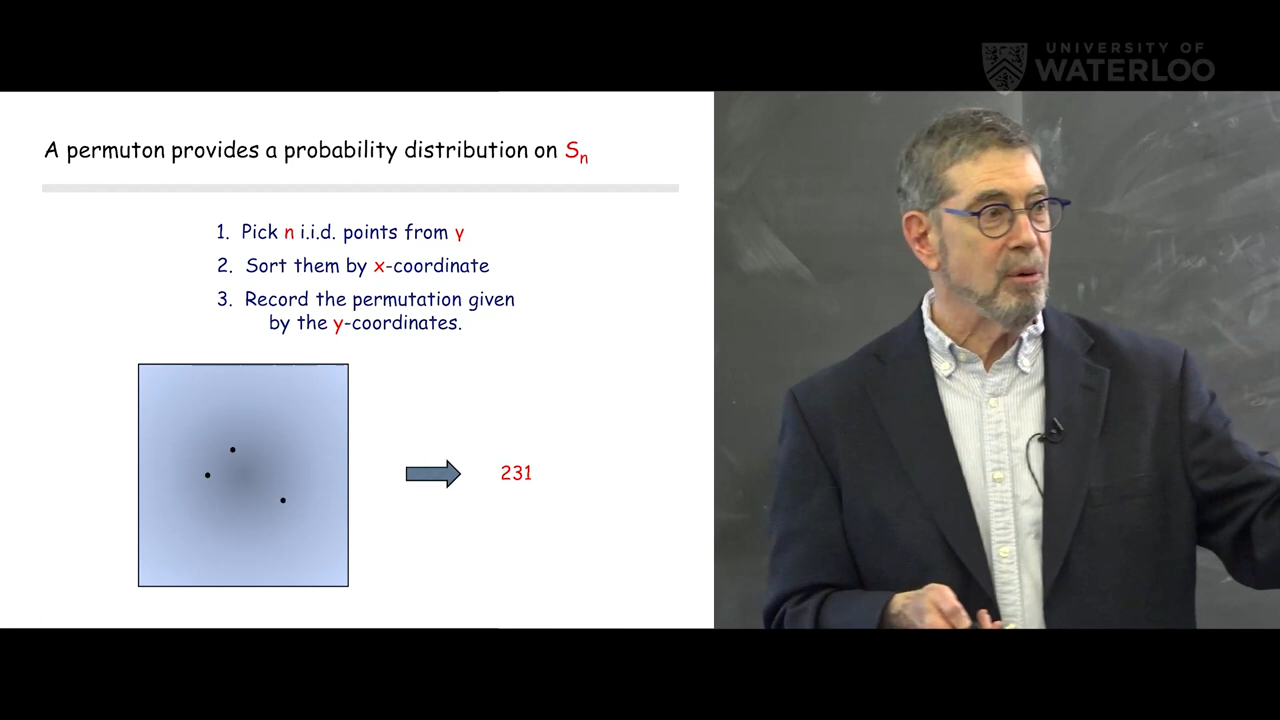 UNIVERSITY OF
WATERLOO
A permuton provides a probability distribution on Sₙ
1. Pick n i.i.d. points from γ
2. Sort them by x-coordinate
3. Record the permutation given
by the y-coordinates.
231